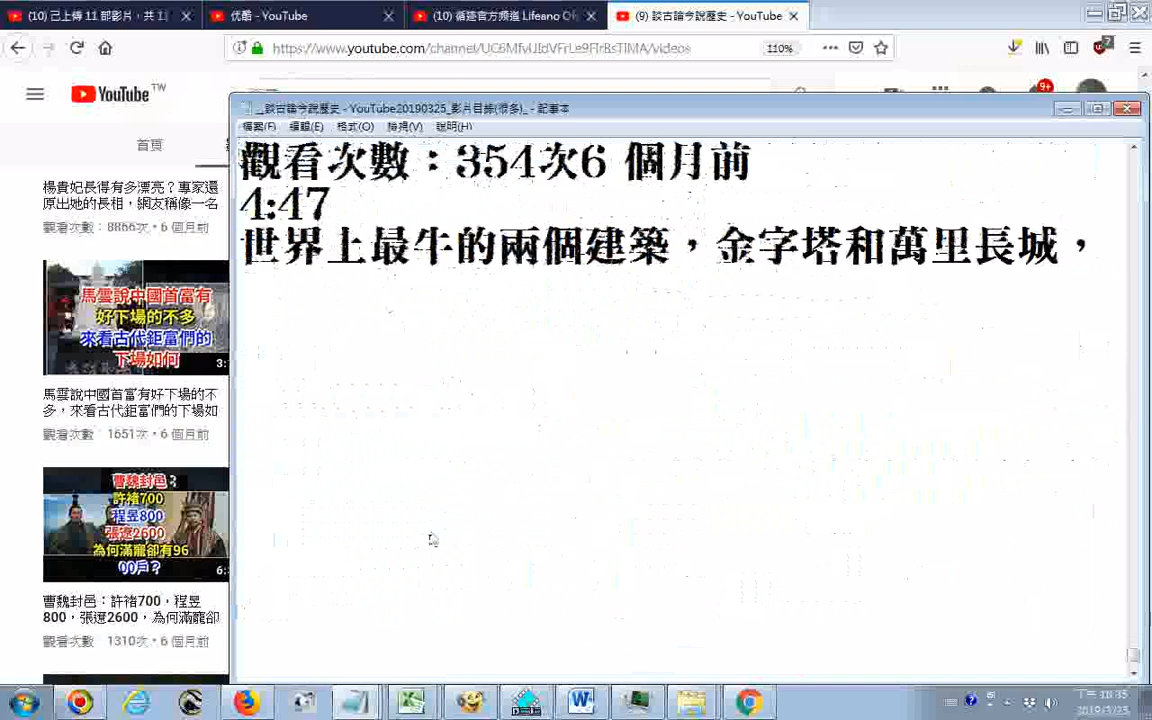 (10) 己上傳 11 部影片，共 1
优酷 - YouTube
(10) 循迹官方頻道 Lifeano Of
(9) 談古論今說歷史 - YouTube
110%
YouTube TW
9+
首頁
楊貴妃長得有多漂亮？專家還
原出她的長相，網友稱像一名
觀看次數：8866次 • 6 個月前
馬雲說中國首富有
好下場的不多
來看古代鉅富們的
下場如何
馬雲說中國首富有好下場的不
多，來看古代鉅富們的下場如
觀看次數：1651次 • 6 個月前
曹魏封邑：
許褚700
程昱800
張遼2600
為何滿寵卻有96
00戶？
曹魏封邑：許褚700，程昱
800，張遼2600，為何滿寵卻
觀看次數 1310次 • 6 個月前
_談古論今說歷史 - YouTube20190325_影片目錄(很多)_ - 記事本
檔案(F) 編輯(E) 格式(O) 檢視(V) 說明(H)
觀看次數：354次6 個月前
4:47
世界上最牛的兩個建築，金字塔和萬里長城，
2019/3/25